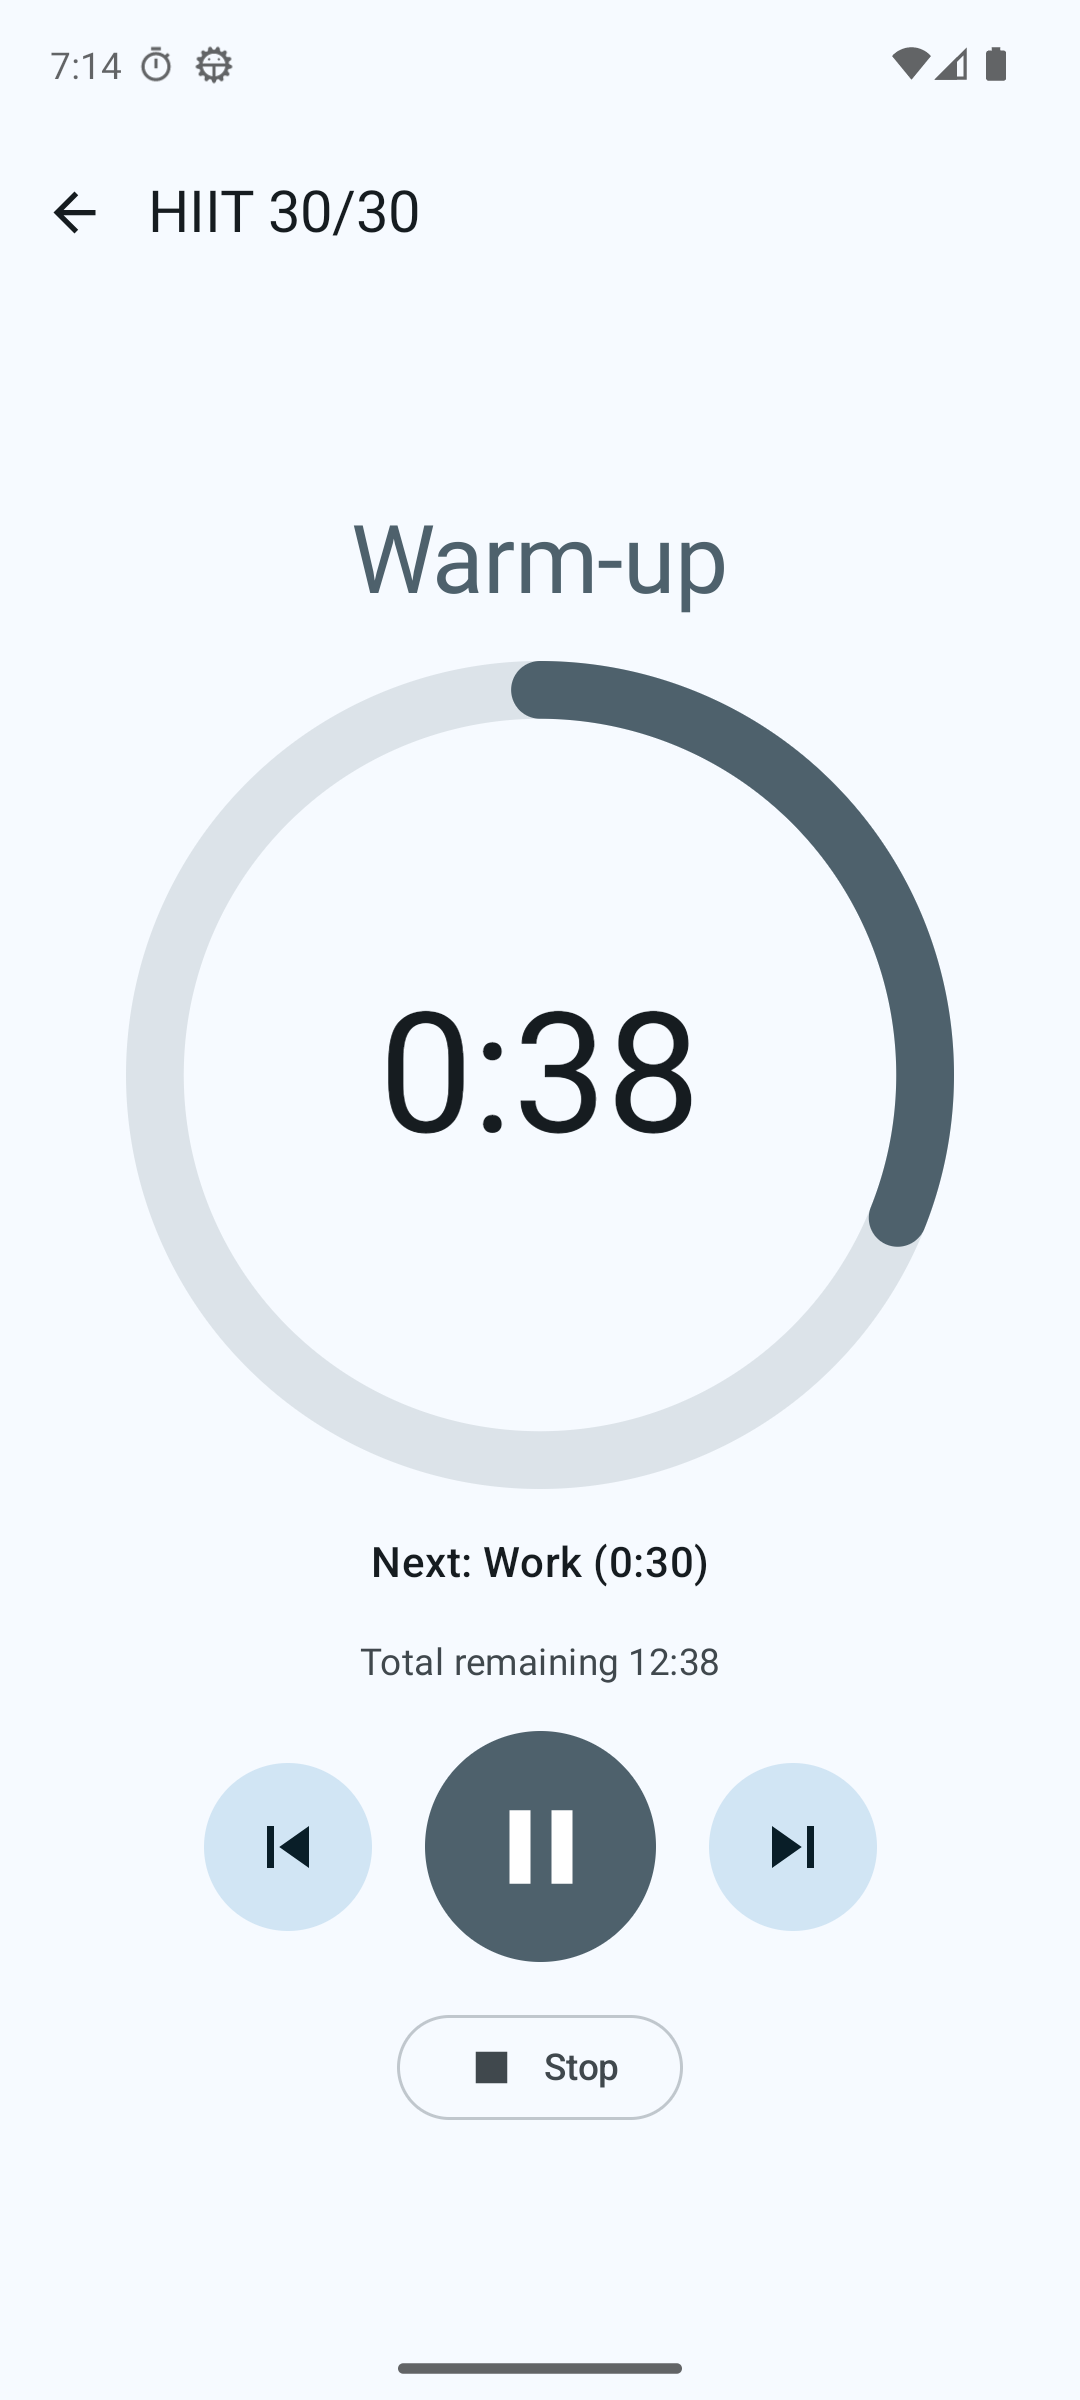 7:14
HIIT 30/30
Warm-up
0:38
Next: Work (0:30)
Total remaining 12:38
Stop